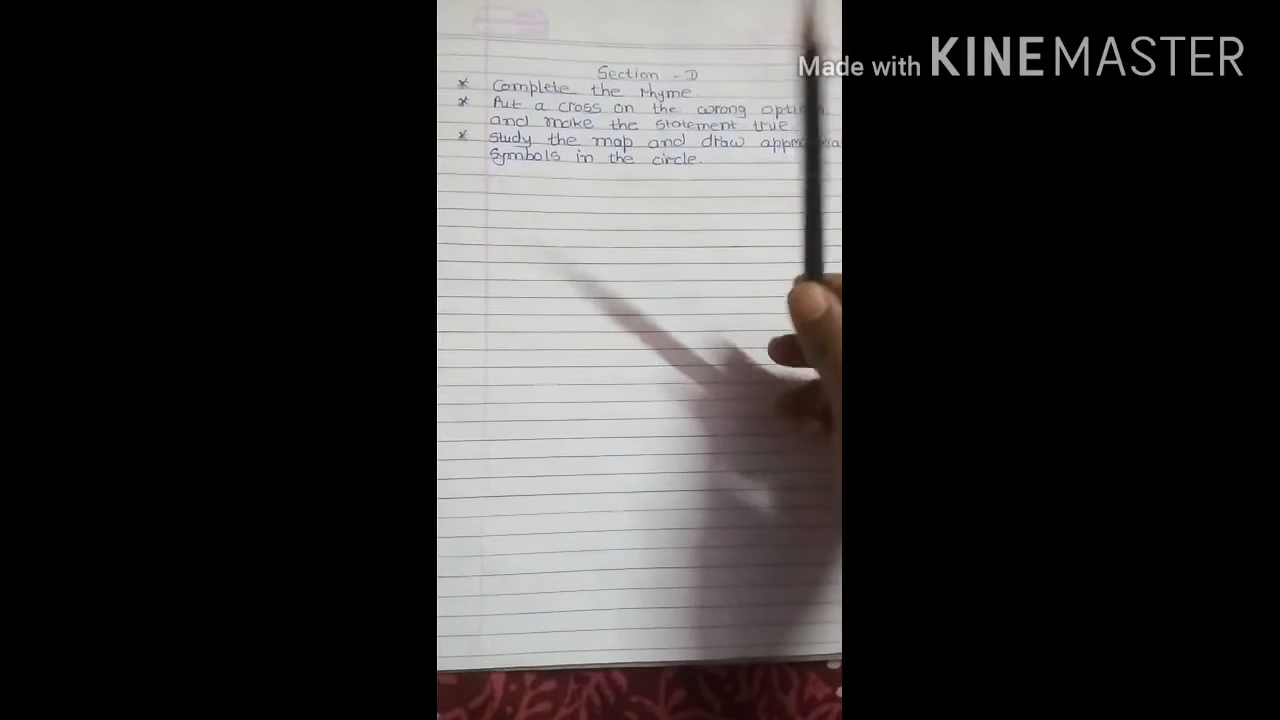 Made with KINEMASTER
Section - D
* Complete the rhyme.
* Put a cross on the wrong
and make the statement true.
* Study the map and draw
symbols in the circle.